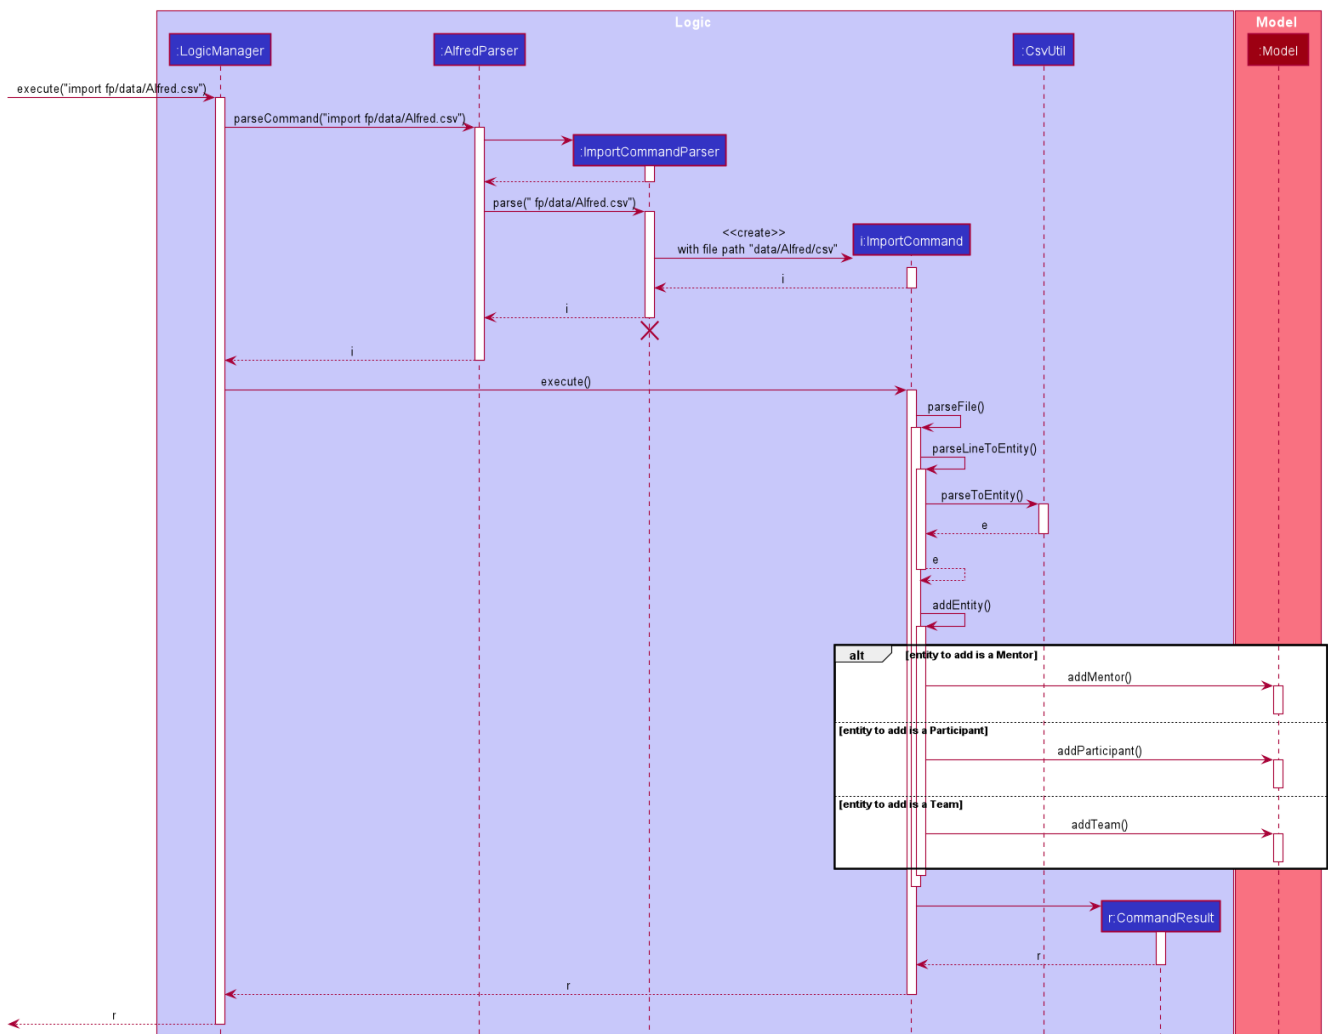 Logic
Model
:LogicManager
:AlfredParser
:CsvUtil
:Model
execute("import fp/data/Alfred.csv")
parseCommand("import fp/data/Alfred.csv")
:ImportCommandParser
parse(" fp/data/Alfred.csv")
<<create>>
with file path "data/Alfred/csv"
i:ImportCommand
i
i
i
execute()
parseFile()
parseLineToEntity()
parseToEntity()
e
e
addEntity()
alt
[entity to add is a Mentor]
addMentor()
[entity to add is a Participant]
addParticipant()
[entity to add is a Team]
addTeam()
r:CommandResult
r
r
r